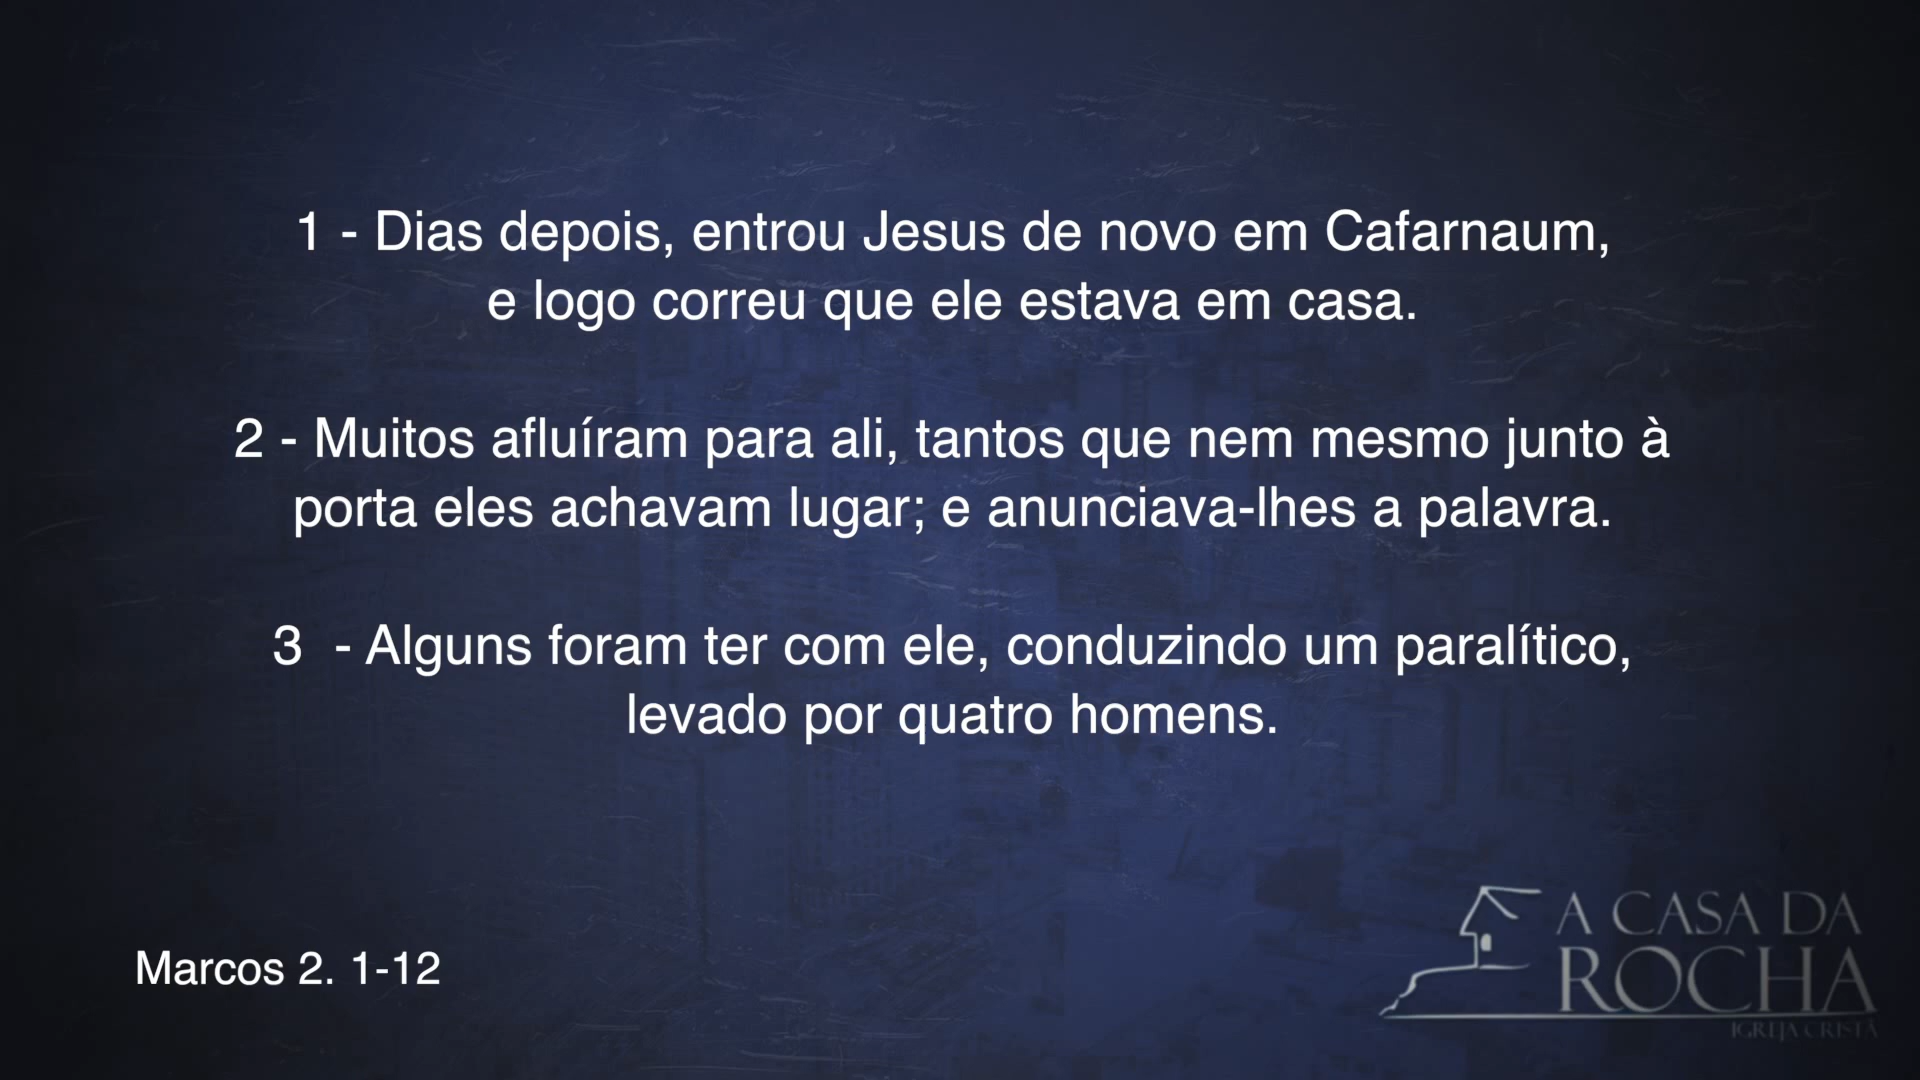 1 - Dias depois, entrou Jesus de novo em Cafarnaum,
e logo correu que ele estava em casa.
2 - Muitos afluíram para ali, tantos que nem mesmo junto à
porta eles achavam lugar; e anunciava-lhes a palavra.
3  - Alguns foram ter com ele, conduzindo um paralítico,
levado por quatro homens.
Marcos 2. 1-12
A CASA DA
ROCHA
IGREJA CRISTÃ